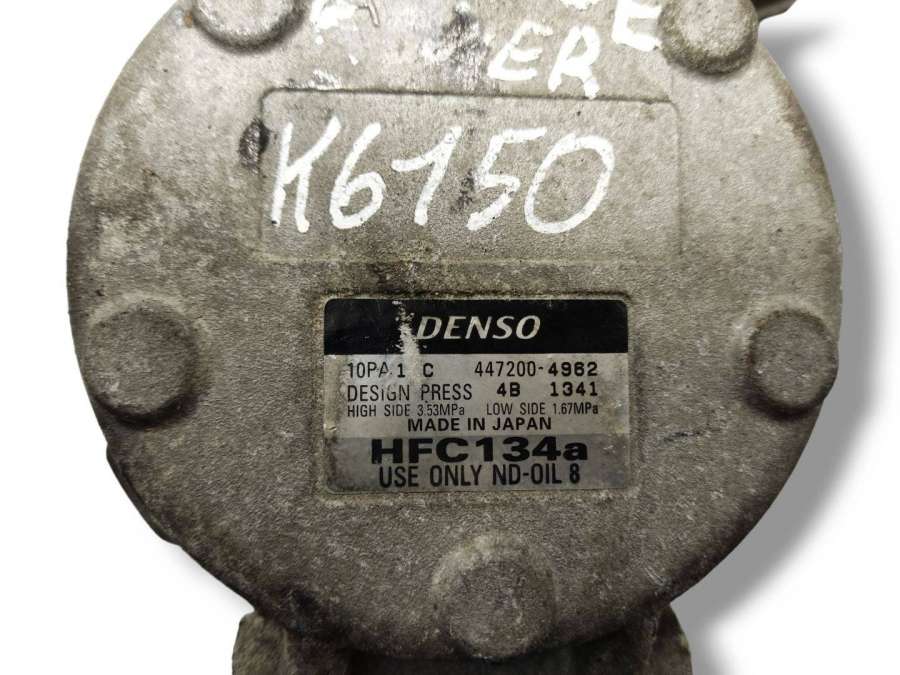 ER
K6150
DENSO
10PA1 C 447200-4962
DESIGN PRESS 4B 1341
HIGH SIDE 3.53MPa LOW SIDE 1.67MPa
MADE IN JAPAN
HFC134a
USE ONLY ND-OIL 8